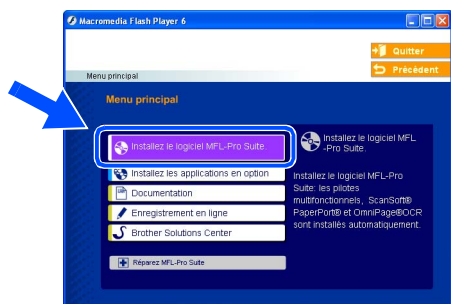 Macromedia Flash Player 6
Quitter
Précédent
Menu principal
Menu principal
Installez le logiciel MFL-Pro Suite.
Installez les applications en option
Documentation
Enregistrement en ligne
Brother Solutions Center
Réparez MFL-Pro Suite
Installez le logiciel MFL
-Pro Suite.
Installez le logiciel MFL-Pro
Suite: les pilotes
multifonctionnels, ScanSoft®
PaperPort® et OmniPage®OCR
sont installés automatiquement.